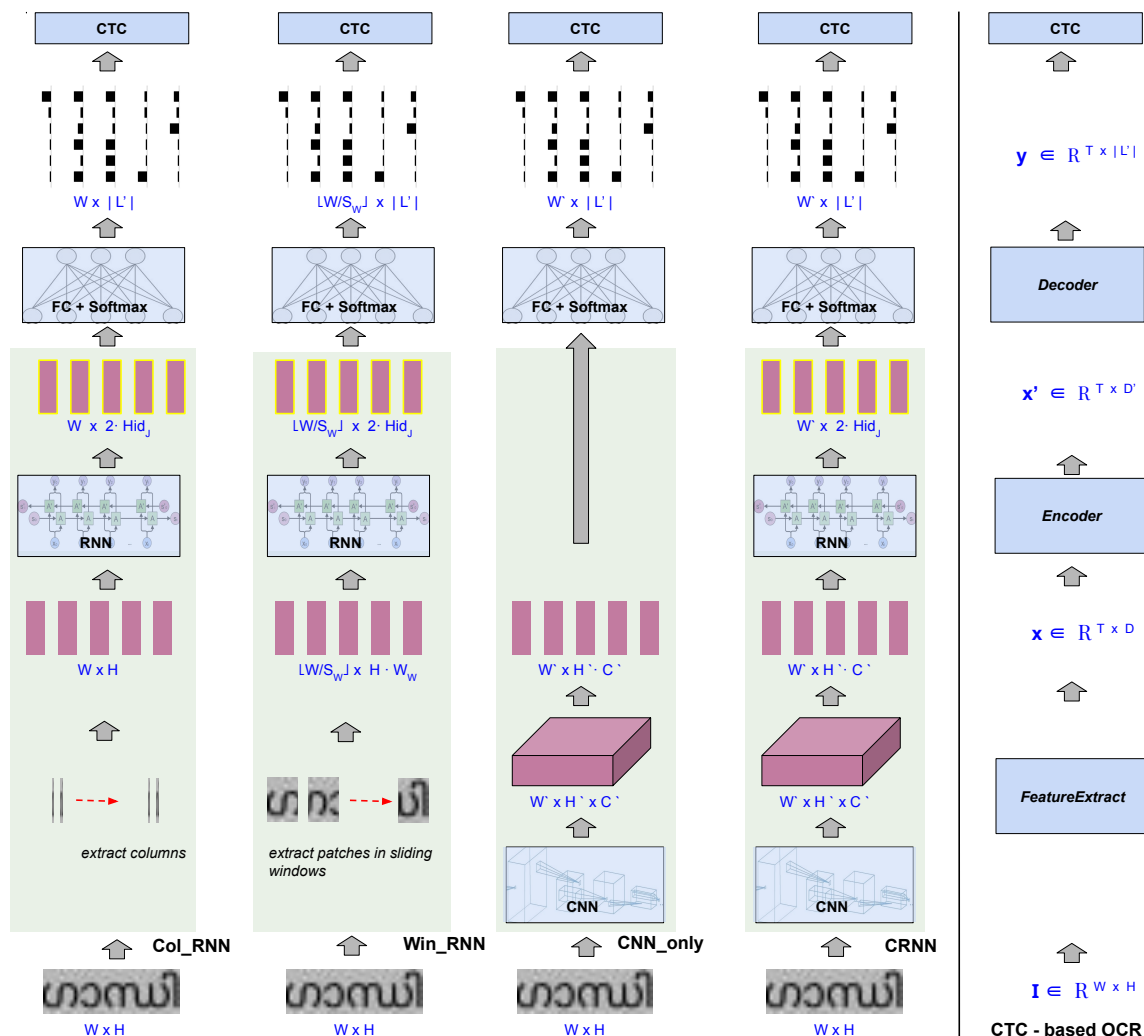 CTC CTC CTC CTC CTC
W x | L' | ⌊W/S_W⌋ x | L' | W` x | L' | W` x | L' | y ∈ R^{T x | L' |}
FC + Softmax FC + Softmax FC + Softmax FC + Softmax Decoder
W x 2· Hid_J ⌊W/S_W⌋ x 2· Hid_J W` x 2· Hid_J x' ∈ R^{T x D'}
RNN RNN RNN Encoder
W x H ⌊W/S_W⌋ x H · W_W W` x H `· C ` W` x H `· C ` x ∈ R^{T x D}
W` x H ` x C ` W` x H ` x C ` FeatureExtract
extract columns extract patches in sliding
windows
CNN CNN
Col_RNN Win_RNN CNN_only CRNN
ഗാന്ധി ഗാന്ധി ഗാന്ധി ഗാന്ധി I ∈ R^{W x H}
W x H W x H W x H W x H CTC - based OCR